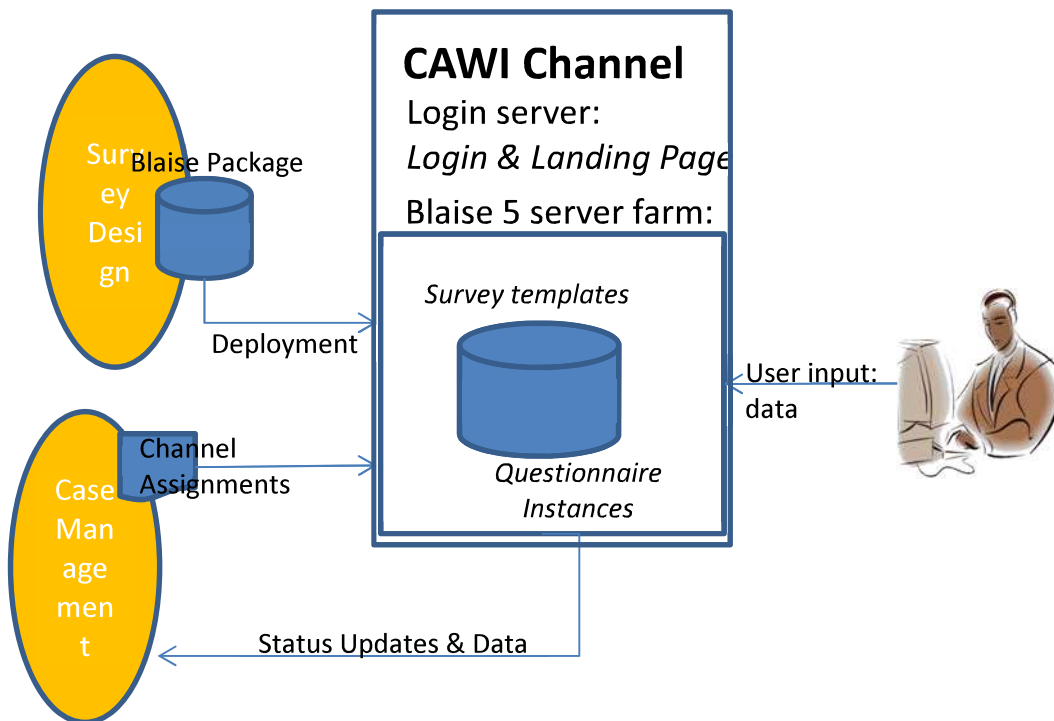 CAWI Channel
Login server:
Login & Landing Page
Blaise 5 server farm:
Surv
ey
Desi
gn
Blaise Package
Deployment
Survey templates
Questionnaire
Instances
User input:
data
Channel
Assignments
Case
Man
age
men
t
Status Updates & Data